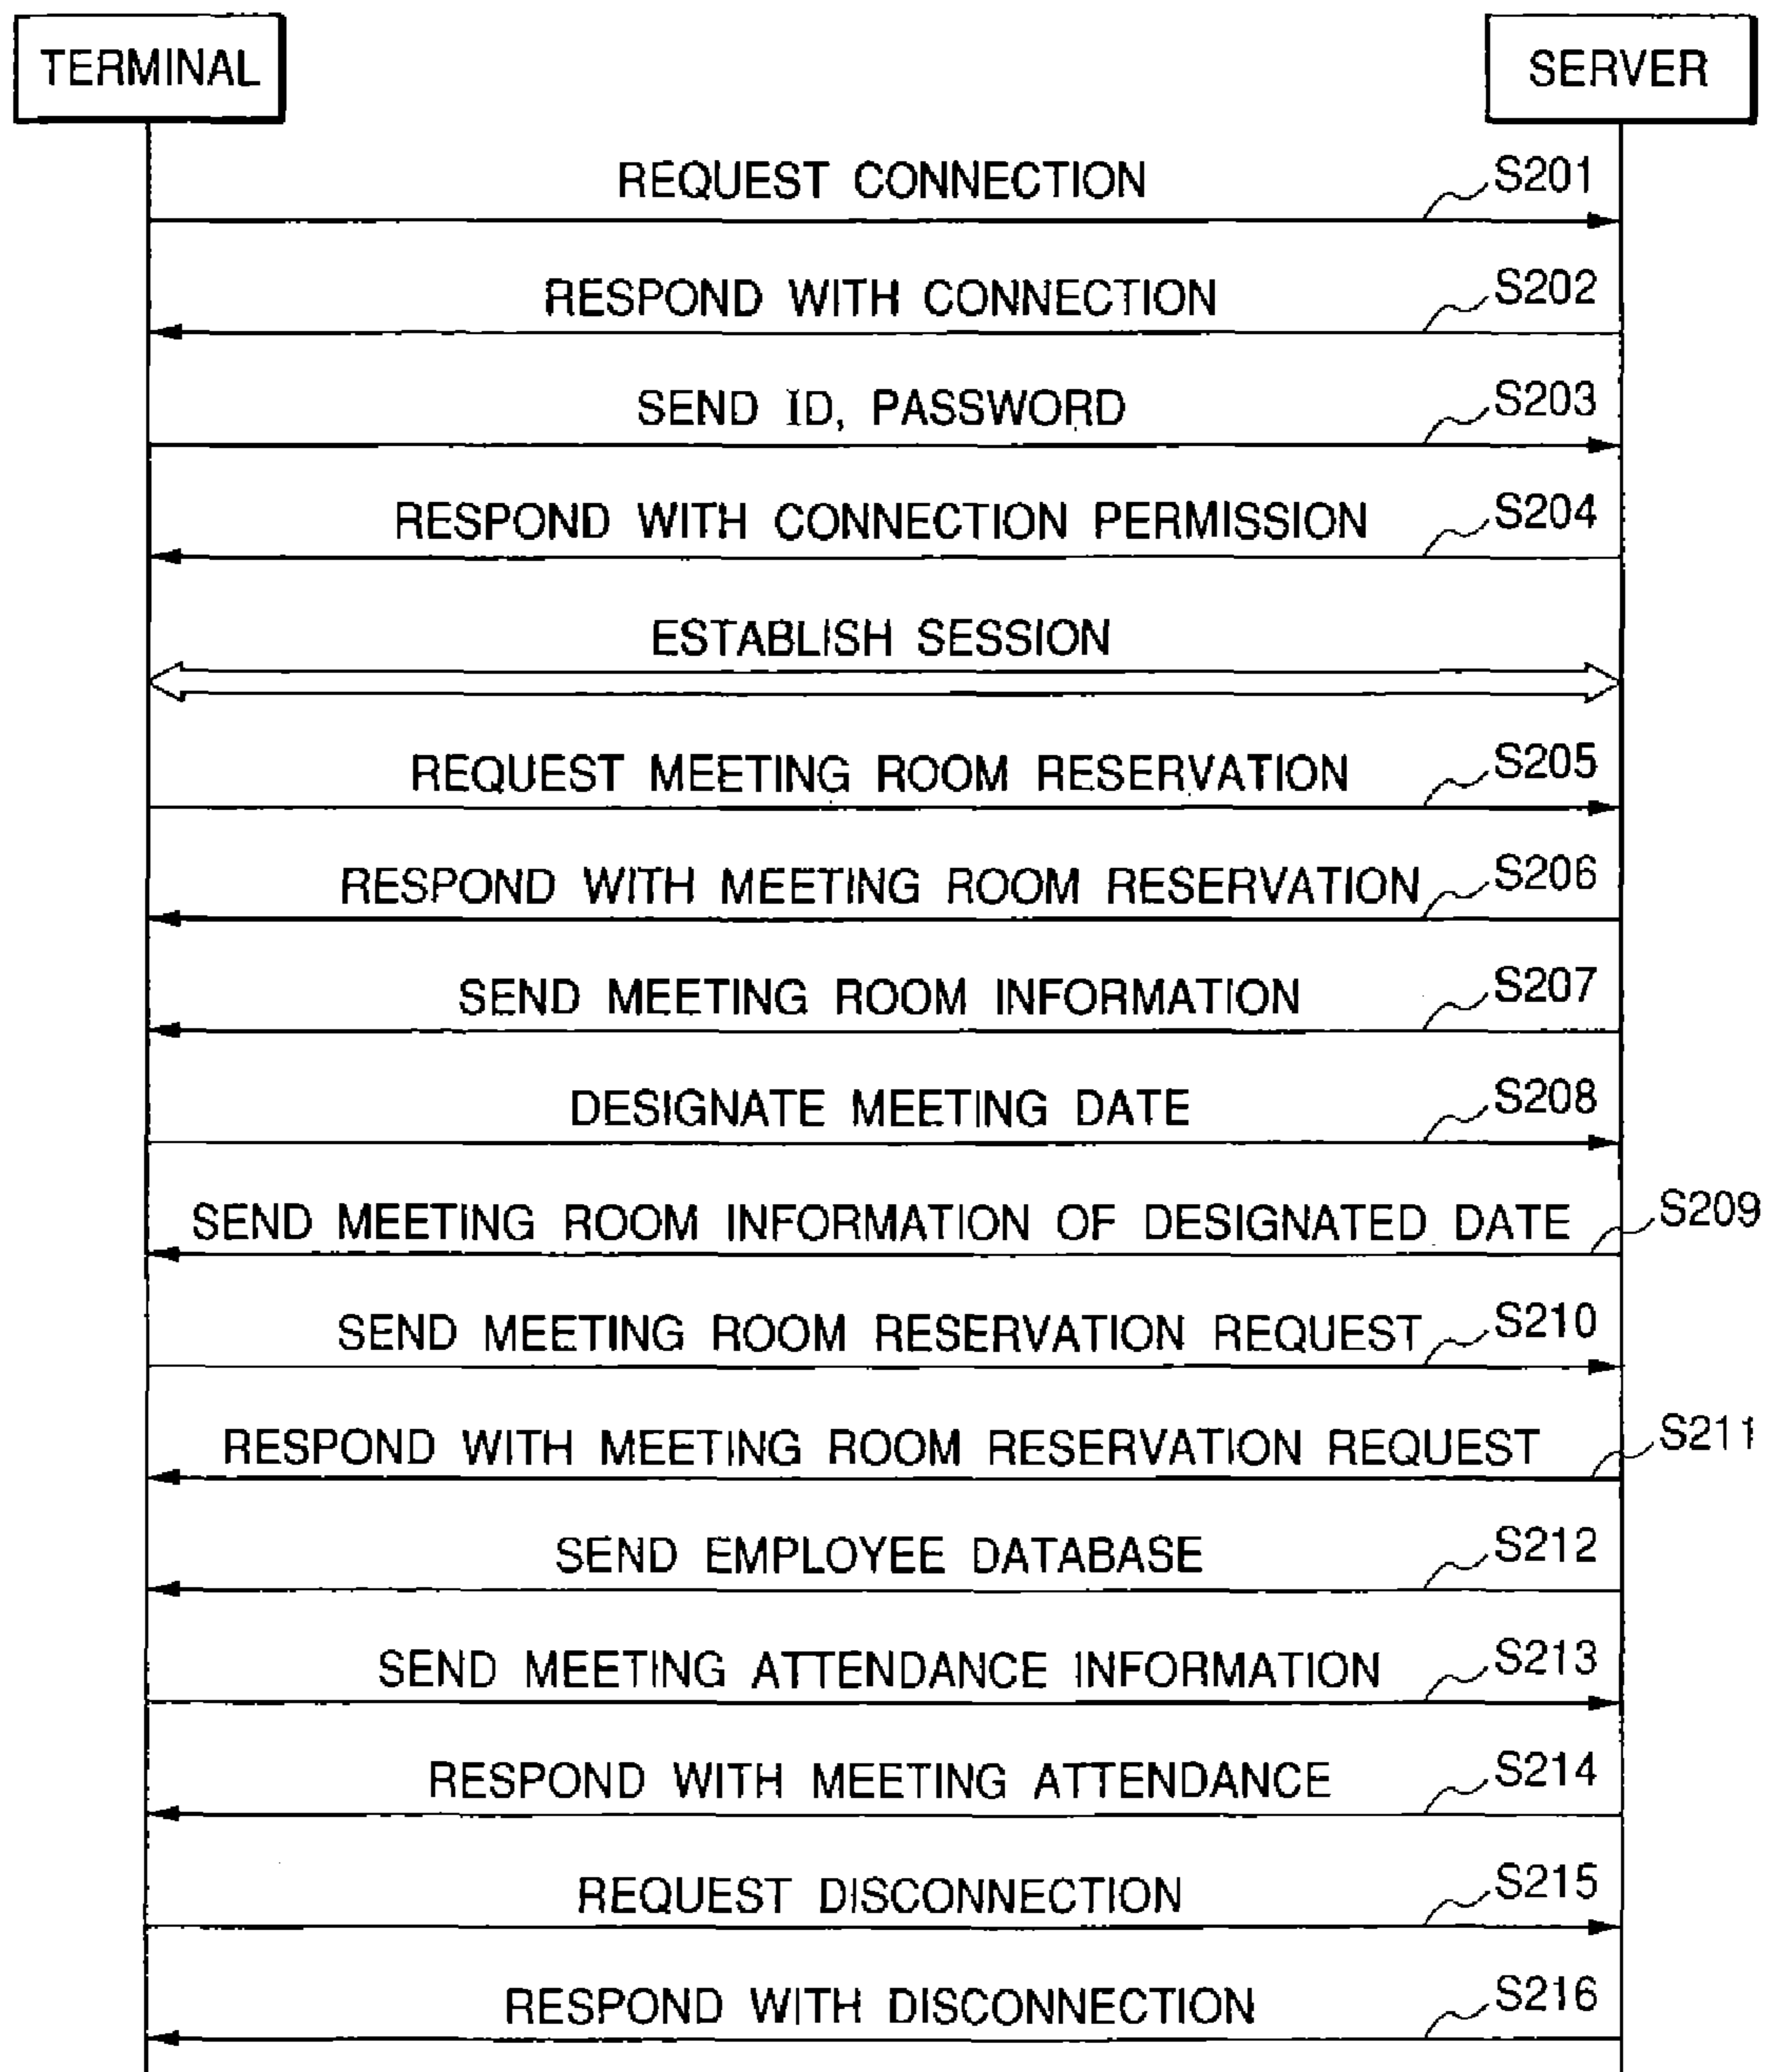 TERMINAL
SERVER
REQUEST CONNECTION
S201
RESPOND WITH CONNECTION
S202
SEND ID, PASSWORD
S203
RESPOND WITH CONNECTION PERMISSION
S204
ESTABLISH SESSION
REQUEST MEETING ROOM RESERVATION
S205
RESPOND WITH MEETING ROOM RESERVATION
S206
SEND MEETING ROOM INFORMATION
S207
DESIGNATE MEETING DATE
S208
SEND MEETING ROOM INFORMATION OF DESIGNATED DATE
S209
SEND MEETING ROOM RESERVATION REQUEST
S210
RESPOND WITH MEETING ROOM RESERVATION REQUEST
S211
SEND EMPLOYEE DATABASE
S212
SEND MEETING ATTENDANCE INFORMATION
S213
RESPOND WITH MEETING ATTENDANCE
S214
REQUEST DISCONNECTION
S215
RESPOND WITH DISCONNECTION
S216